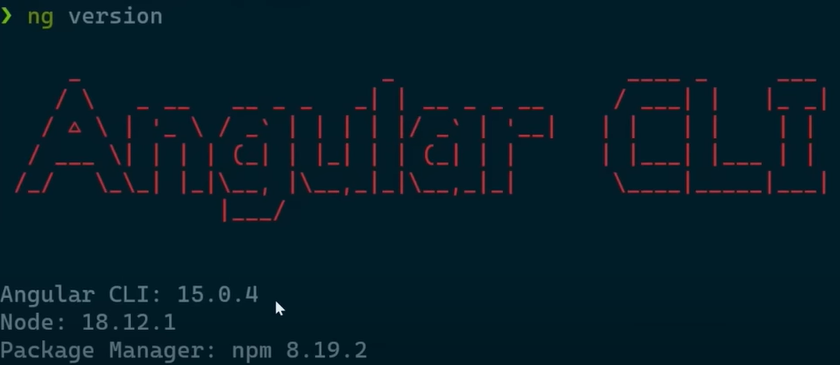 ❯ ng version
Angular CLI
Angular CLI: 15.0.4
Node: 18.12.1
Package Manager: npm 8.19.2